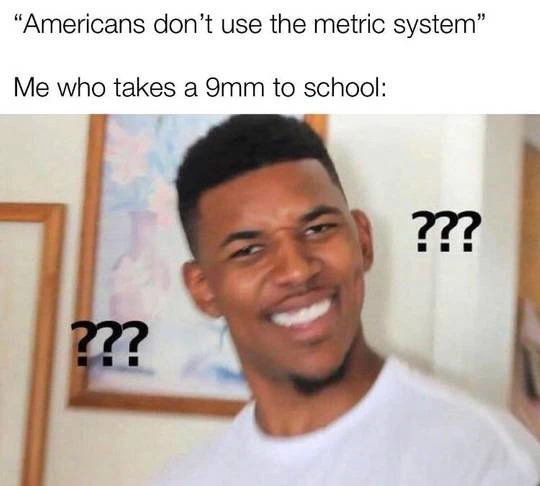 “Americans don’t use the metric system”
Me who takes a 9mm to school:
???
???